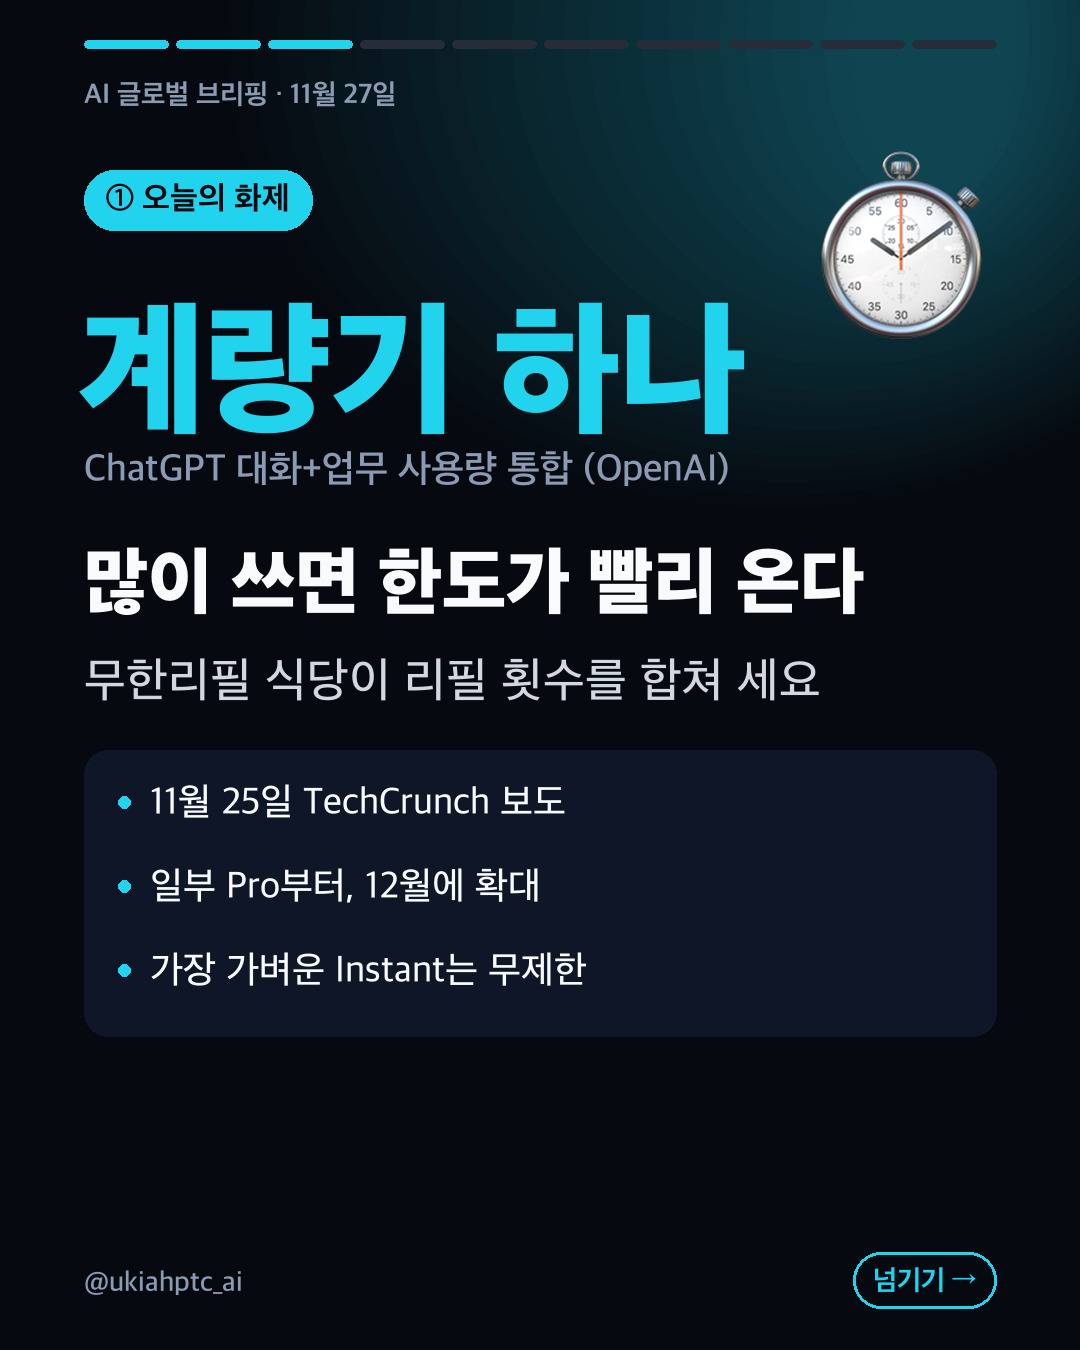 AI 글로벌 브리핑 · 11월 27일
① 오늘의 화제
계량기 하나
ChatGPT 대화+업무 사용량 통합 (OpenAI)
많이 쓰면 한도가 빨리 온다
무한리필 식당이 리필 횟수를 합쳐 세요
11월 25일 TechCrunch 보도
일부 Pro부터, 12월에 확대
가장 가벼운 Instant는 무제한
@ukiahptc_ai
넘기기 →